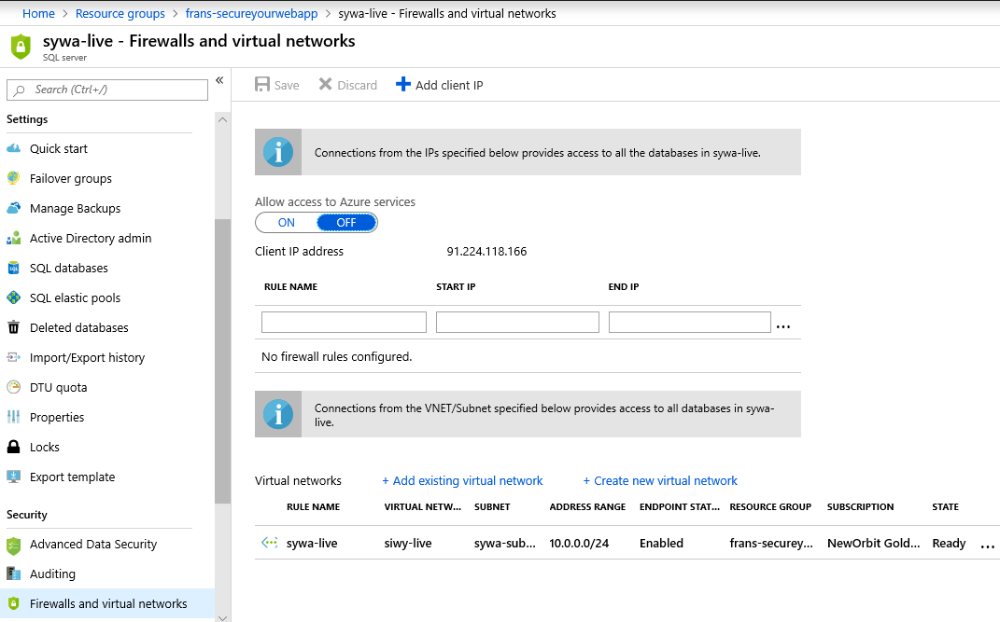 Home > Resource groups > frans-secureyourwebapp > sywa-live - Firewalls and virtual networks
sywa-live - Firewalls and virtual networks
SQL server
Search (Ctrl+/)
«
Save Discard Add client IP
Settings
Quick start
Failover groups
Manage Backups
Active Directory admin
SQL databases
SQL elastic pools
Deleted databases
Import/Export history
DTU quota
Properties
Locks
Export template
Security
Advanced Data Security
Auditing
Firewalls and virtual networks
Connections from the IPs specified below provides access to all the databases in sywa-live.
Allow access to Azure services
ON OFF
Client IP address 91.224.118.166
RULE NAME START IP END IP
...
No firewall rules configured.
Connections from the VNET/Subnet specified below provides access to all databases in sywa-
live.
Virtual networks + Add existing virtual network + Create new virtual network
RULE NAME VIRTUAL NETW... SUBNET ADDRESS RANGE ENDPOINT STAT... RESOURCE GROUP SUBSCRIPTION STATE
sywa-live siwy-live sywa-sub... 10.0.0.0/24 Enabled frans-securey... NewOrbit Gold... Ready ...